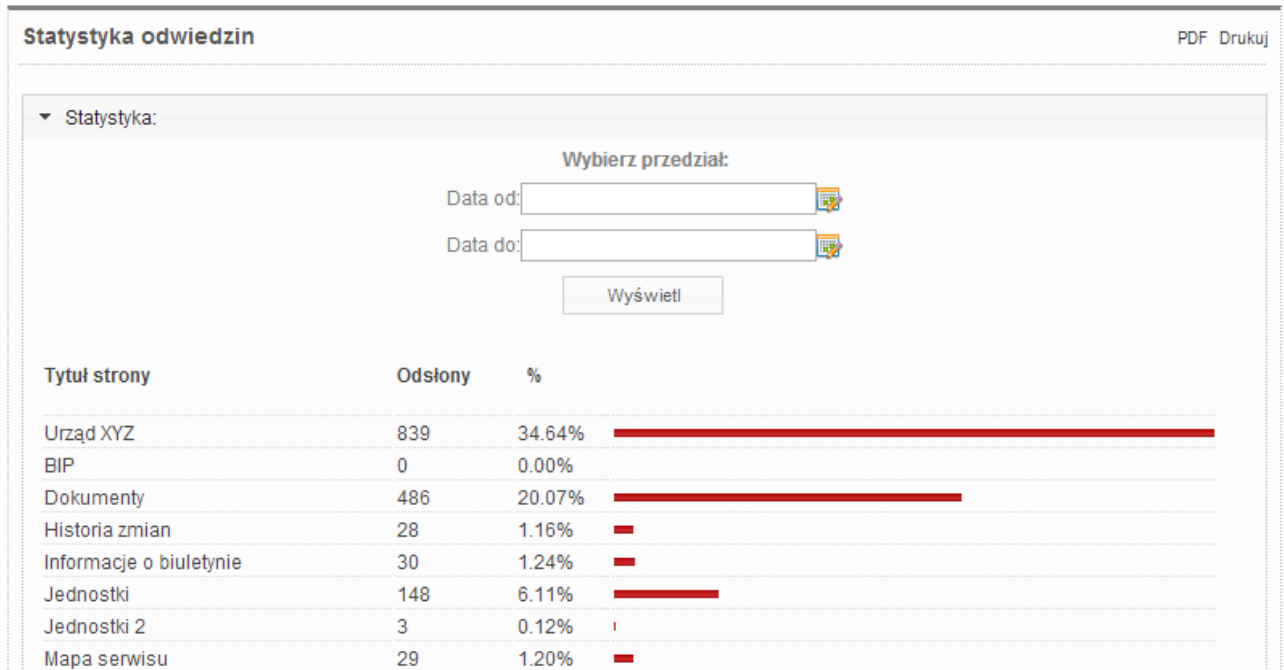 Statystyka odwiedzin PDF Drukuj
Statystyka:
Wybierz przedział:
Data od:
Data do:
Wyświetl
Tytuł strony Odsłony %
Urząd XYZ 839 34.64%
BIP 0 0.00%
Dokumenty 486 20.07%
Historia zmian 28 1.16%
Informacje o biuletynie 30 1.24%
Jednostki 148 6.11%
Jednostki 2 3 0.12%
Mapa serwisu 29 1.20%